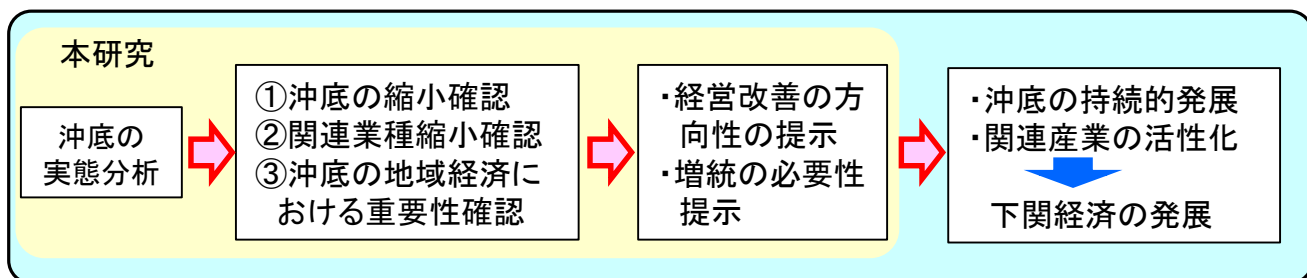 本研究
沖底の
実態分析
①沖底の縮小確認
②関連業種縮小確認
③沖底の地域経済に
おける重要性確認
・経営改善の方
向性の提示
・増統の必要性
提示
・沖底の持続的発展
・関連産業の活性化
下関経済の発展